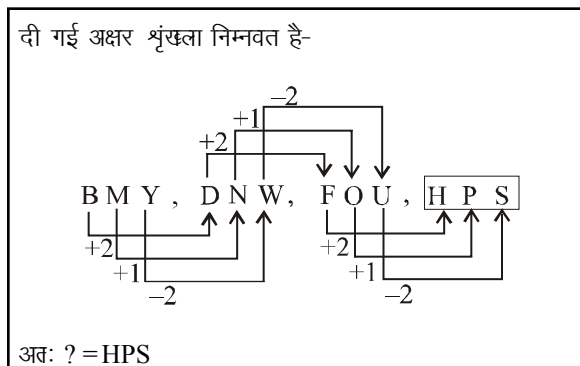 दी गई अक्षर शृंखला निम्नवत है-
–2
+1
+2
B M Y , D N W, F O U , H P S
+2 +2
+1 +1
–2 –2
अतः ? = HPS